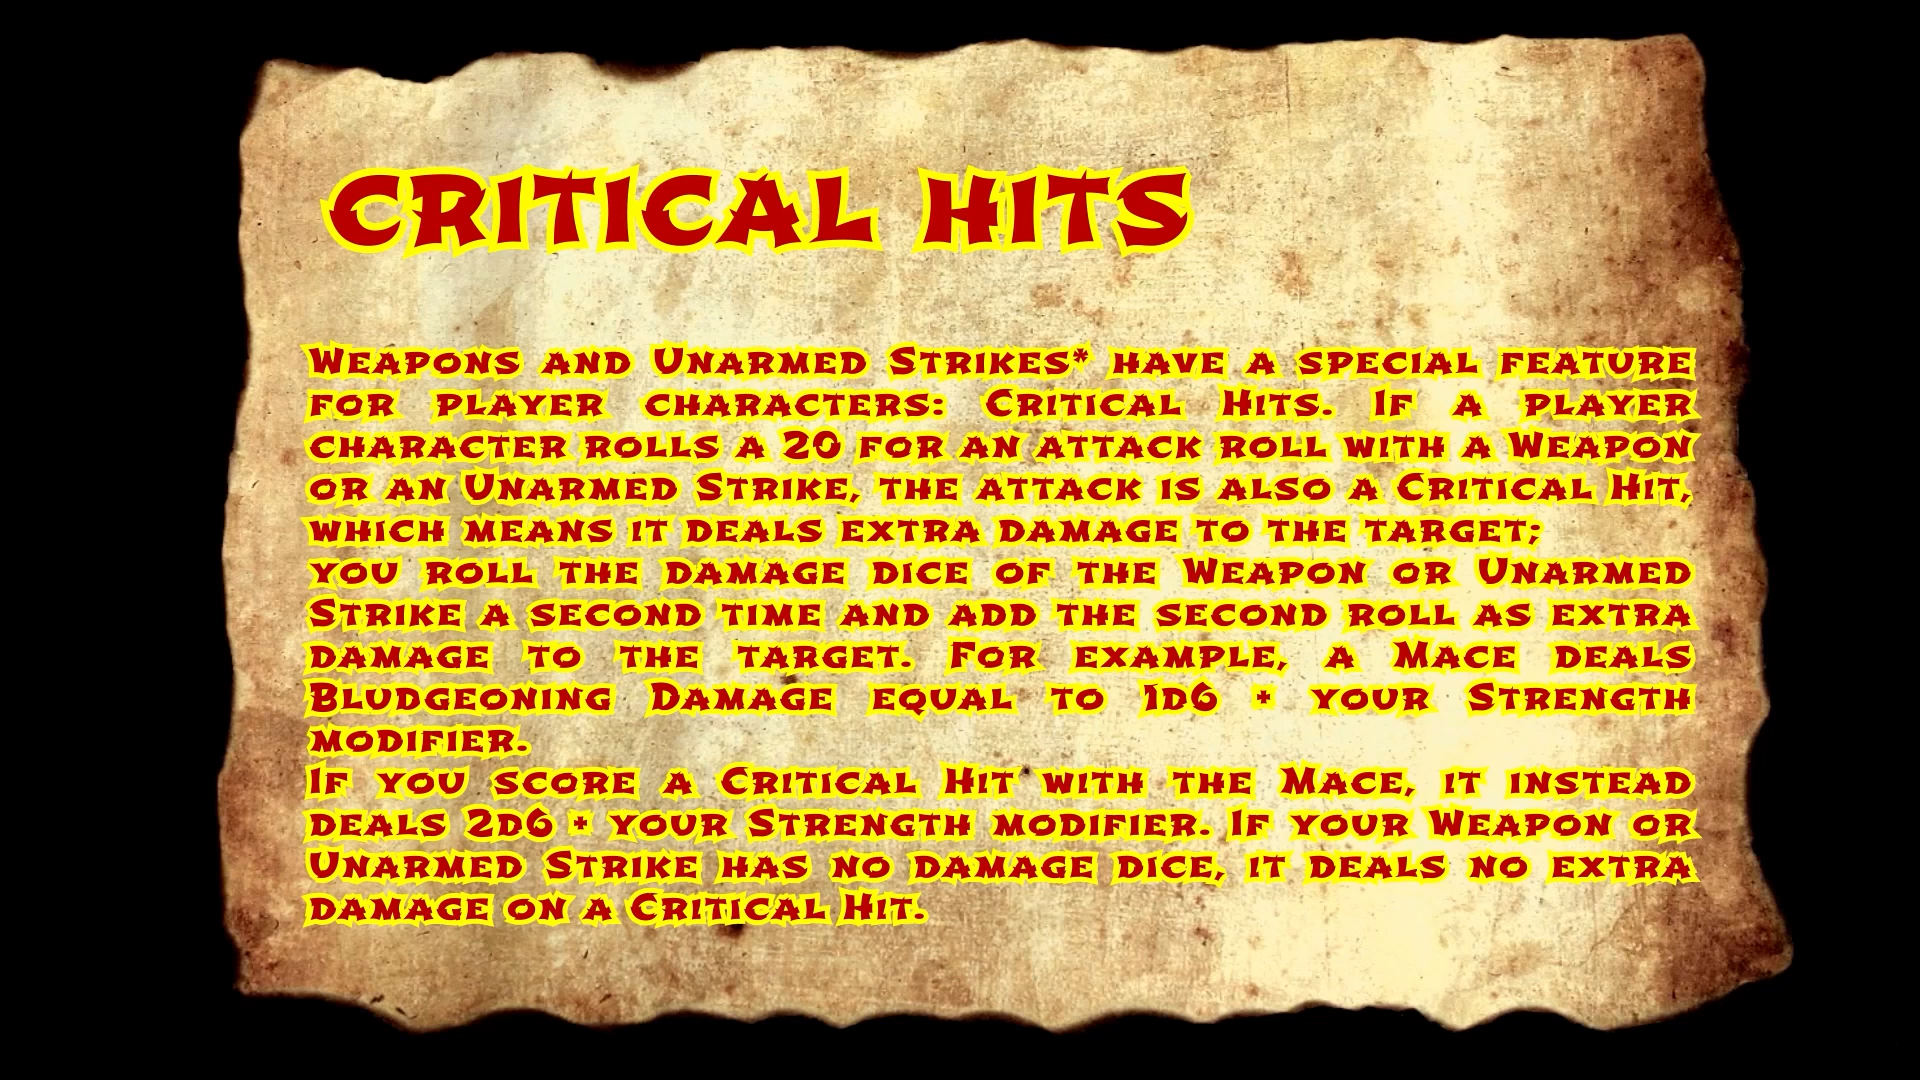 CRITICAL HITS
Weapons and Unarmed Strikes* have a special feature
for player characters: Critical Hits. If a player
character rolls a 20 for an attack roll with a Weapon
or an Unarmed Strike, the attack is also a Critical Hit,
which means it deals extra damage to the target;
you roll the damage dice of the Weapon or Unarmed
Strike a second time and add the second roll as extra
damage to the target. For example, a Mace deals
Bludgeoning Damage equal to 1d6 + your Strength
modifier.
If you score a Critical Hit with the Mace, it instead
deals 2d6 + your Strength modifier. If your Weapon or
Unarmed Strike has no damage dice, it deals no extra
damage on a Critical Hit.